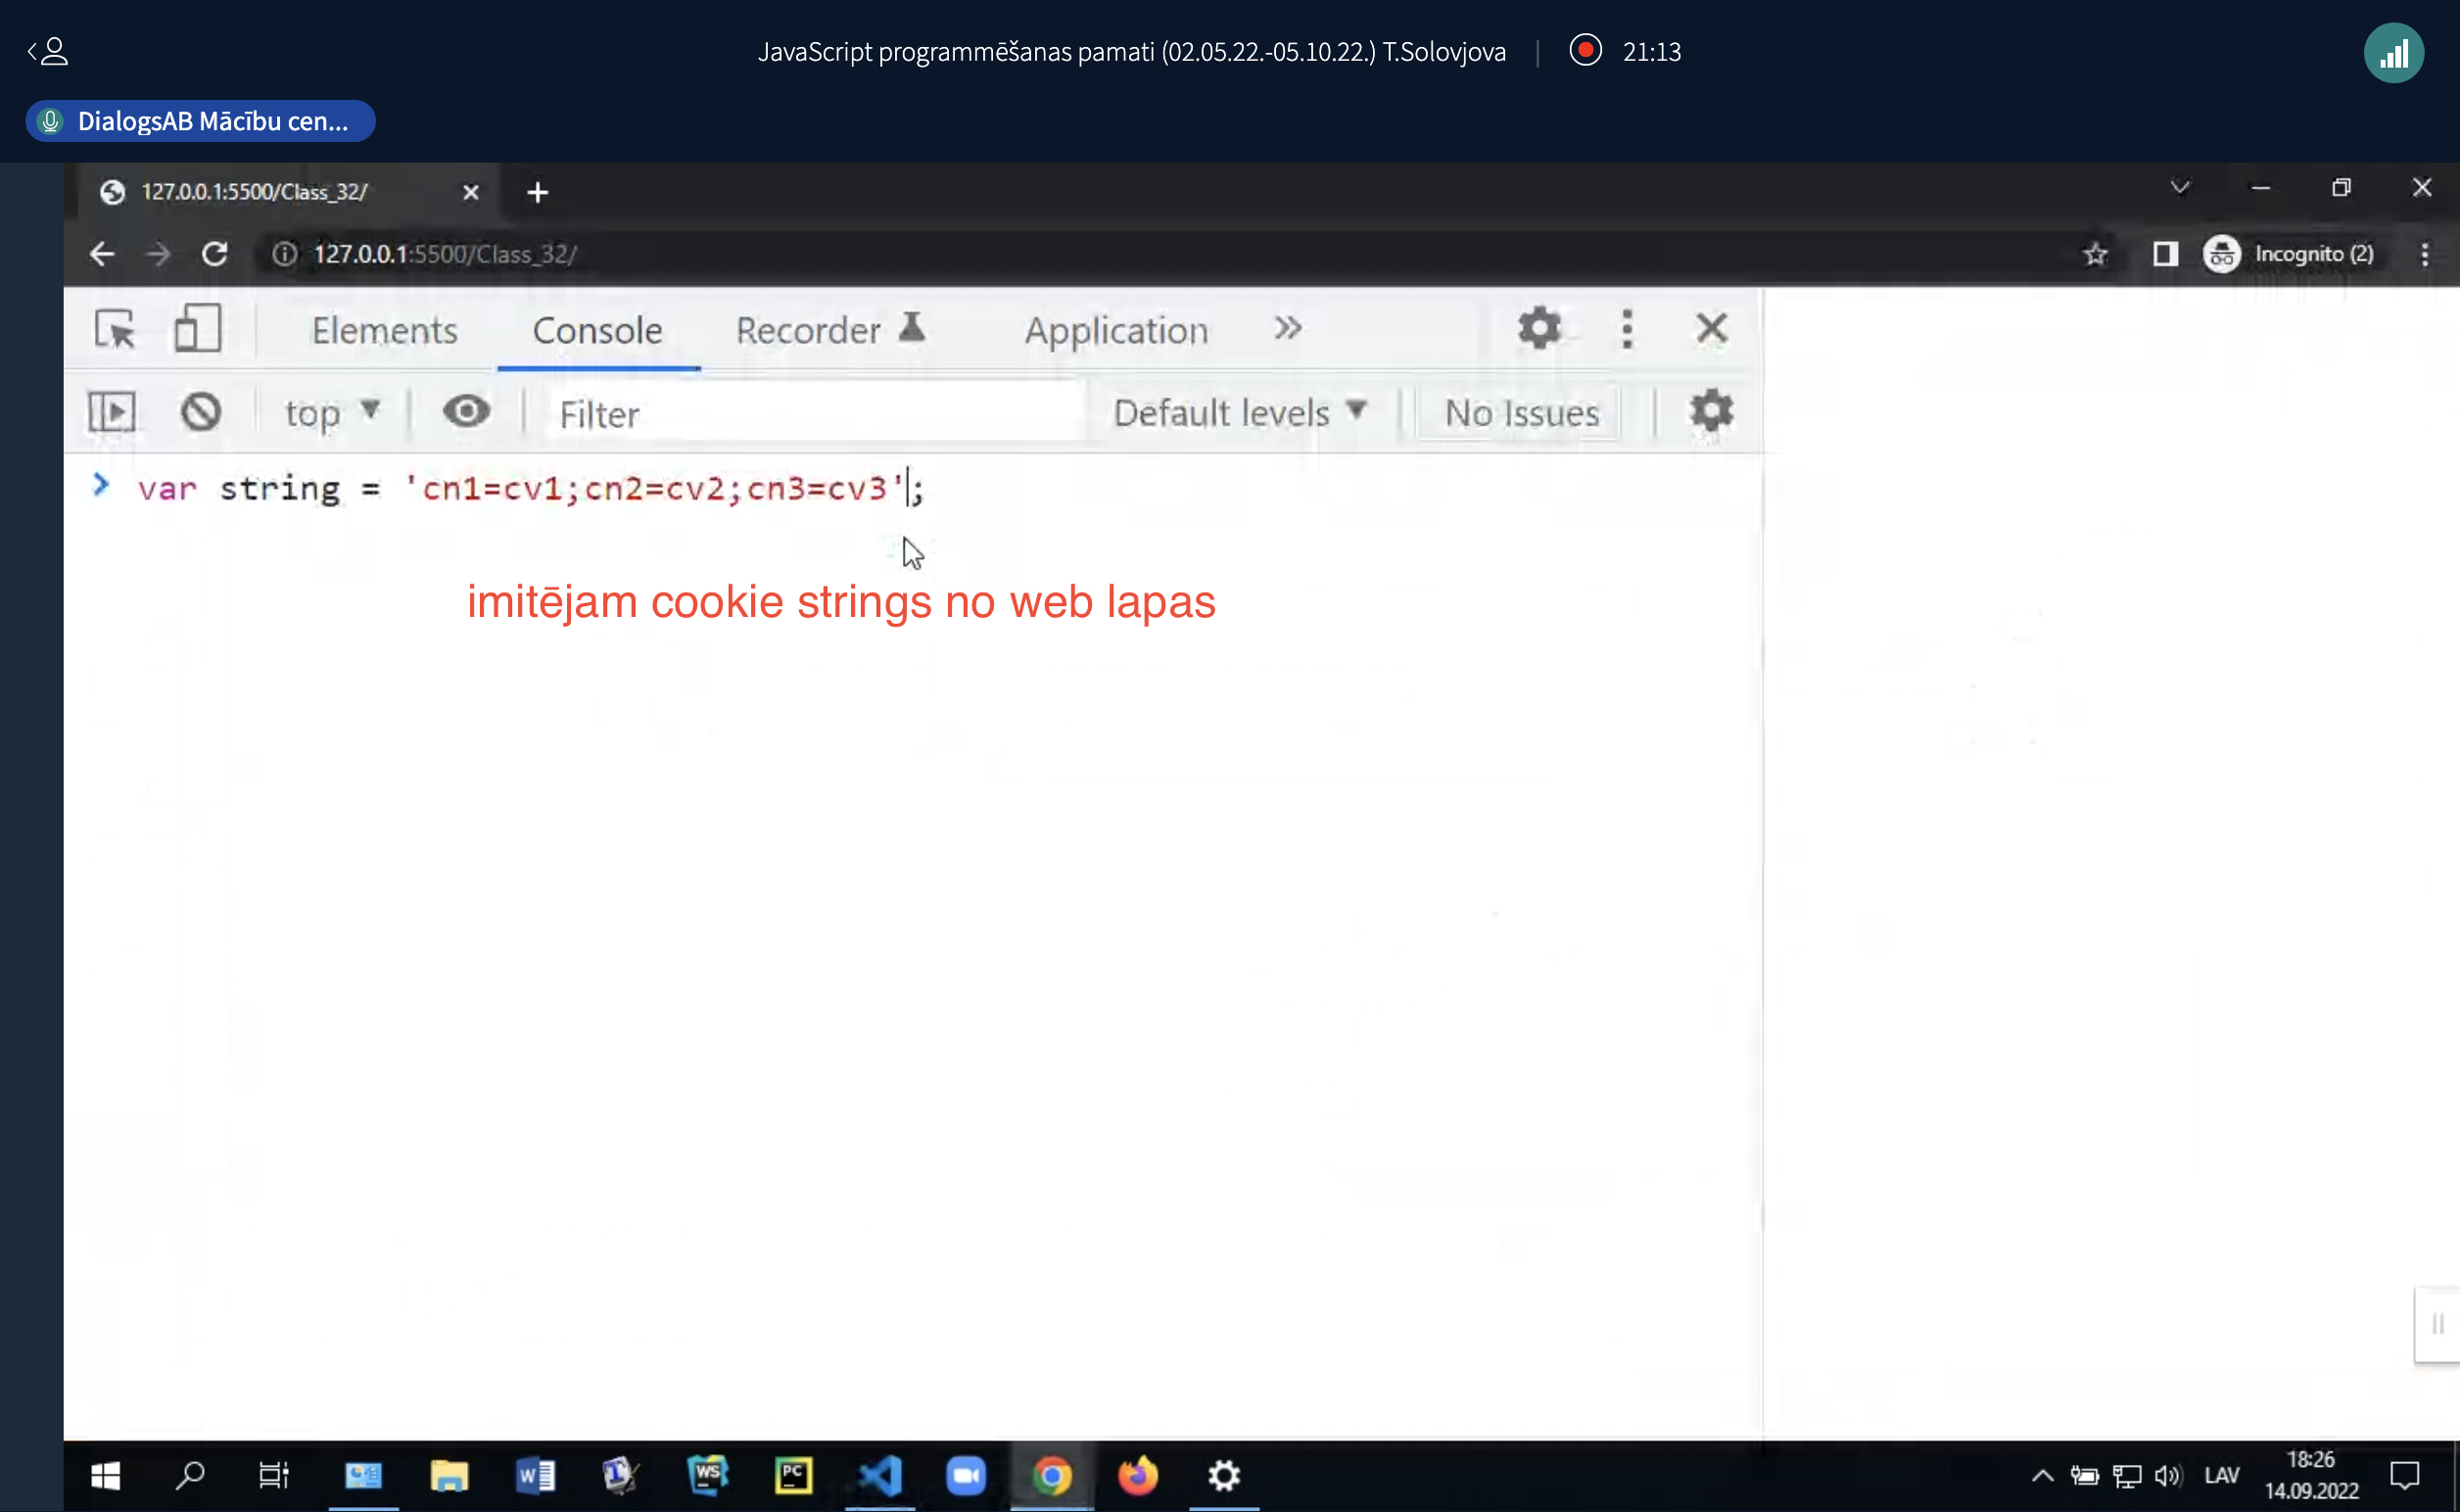 JavaScript programmēšanas pamati (02.05.22.-05.10.22.) T.Solovjova | 21:13
DialogsAB Mācību cen...
127.0.0.1:5500/Class_32/
127.0.0.1:5500/Class_32/ Incognito (2)
Elements Console Recorder Application
top Filter Default levels No Issues
var string = 'cn1=cv1;cn2=cv2;cn3=cv3';
imitējam cookie strings no web lapas
W WS PC LAV 18:26
14.09.2022